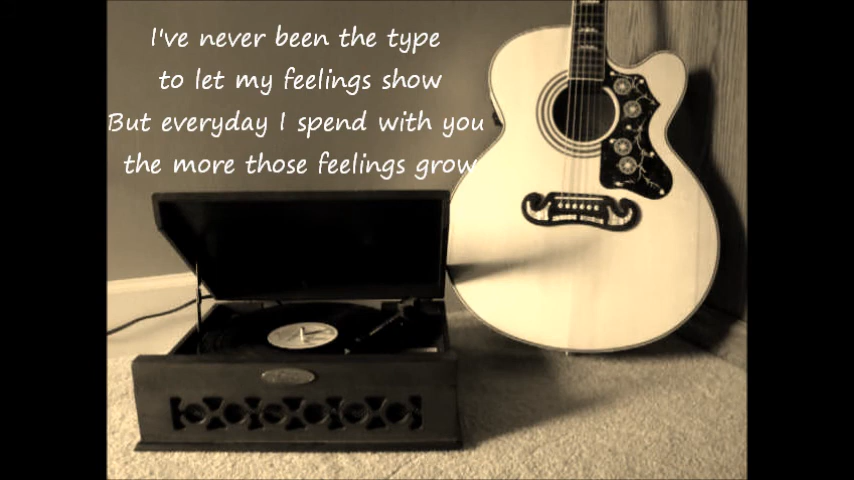 I've never been the type
to let my feelings show
But everyday I spend with you
the more those feelings grow